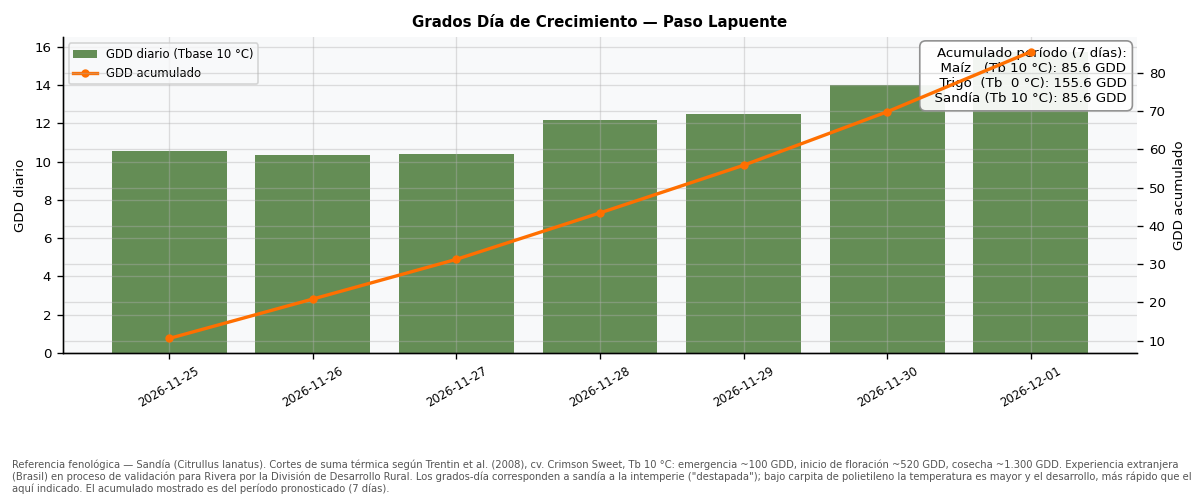 Grados Día de Crecimiento — Paso Lapuente
GDD diario (Tbase 10 °C)
GDD acumulado
Acumulado período (7 días):
Maíz (Tb 10 °C): 85.6 GDD
Trigo (Tb 0 °C): 155.6 GDD
Sandía (Tb 10 °C): 85.6 GDD
GDD diario
16
14
12
10
8
6
4
2
0
GDD acumulado
80
70
60
50
40
30
20
10
2026-11-25
2026-11-26
2026-11-27
2026-11-28
2026-11-29
2026-11-30
2026-12-01
Referencia fenológica — Sandía (Citrullus lanatus). Cortes de suma térmica según Trentin et al. (2008), cv. Crimson Sweet, Tb 10 °C: emergencia ~100 GDD, inicio de floración ~520 GDD, cosecha ~1.300 GDD. Experiencia extranjera
(Brasil) en proceso de validación para Rivera por la División de Desarrollo Rural. Los grados-día corresponden a sandía a la intemperie ("destapada"); bajo carpita de polietileno la temperatura es mayor y el desarrollo, más rápido que el
aquí indicado. El acumulado mostrado es del período pronosticado (7 días).